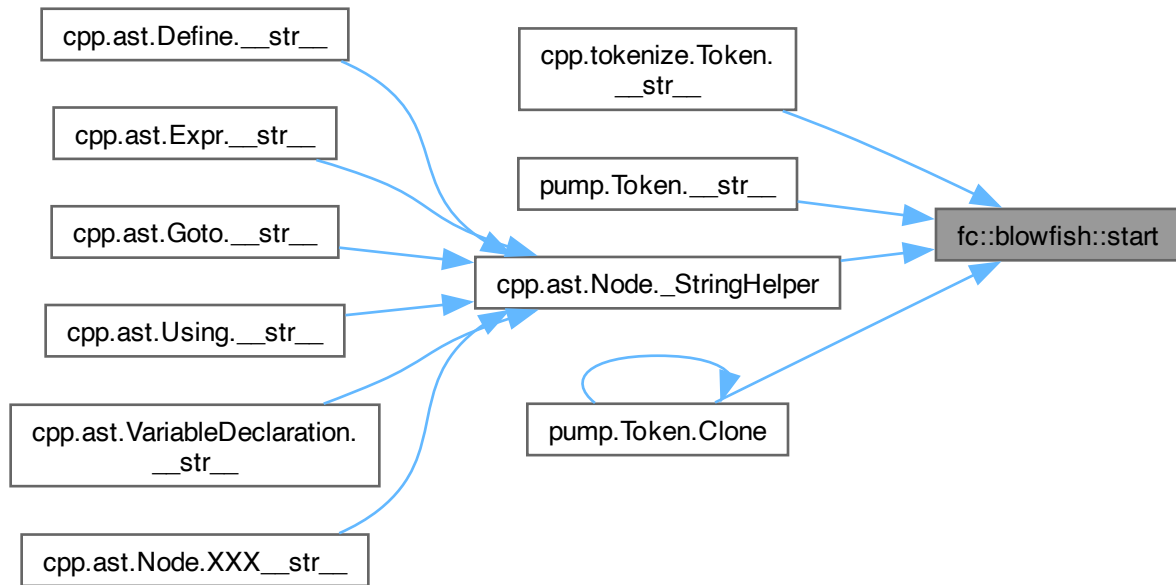 cpp.ast.Define.__str__
cpp.ast.Expr.__str__
cpp.ast.Goto.__str__
cpp.ast.Using.__str__
cpp.ast.VariableDeclaration.
__str__
cpp.ast.Node.XXX__str__
cpp.tokenize.Token.
__str__
pump.Token.__str__
cpp.ast.Node._StringHelper
pump.Token.Clone
fc::blowfish::start